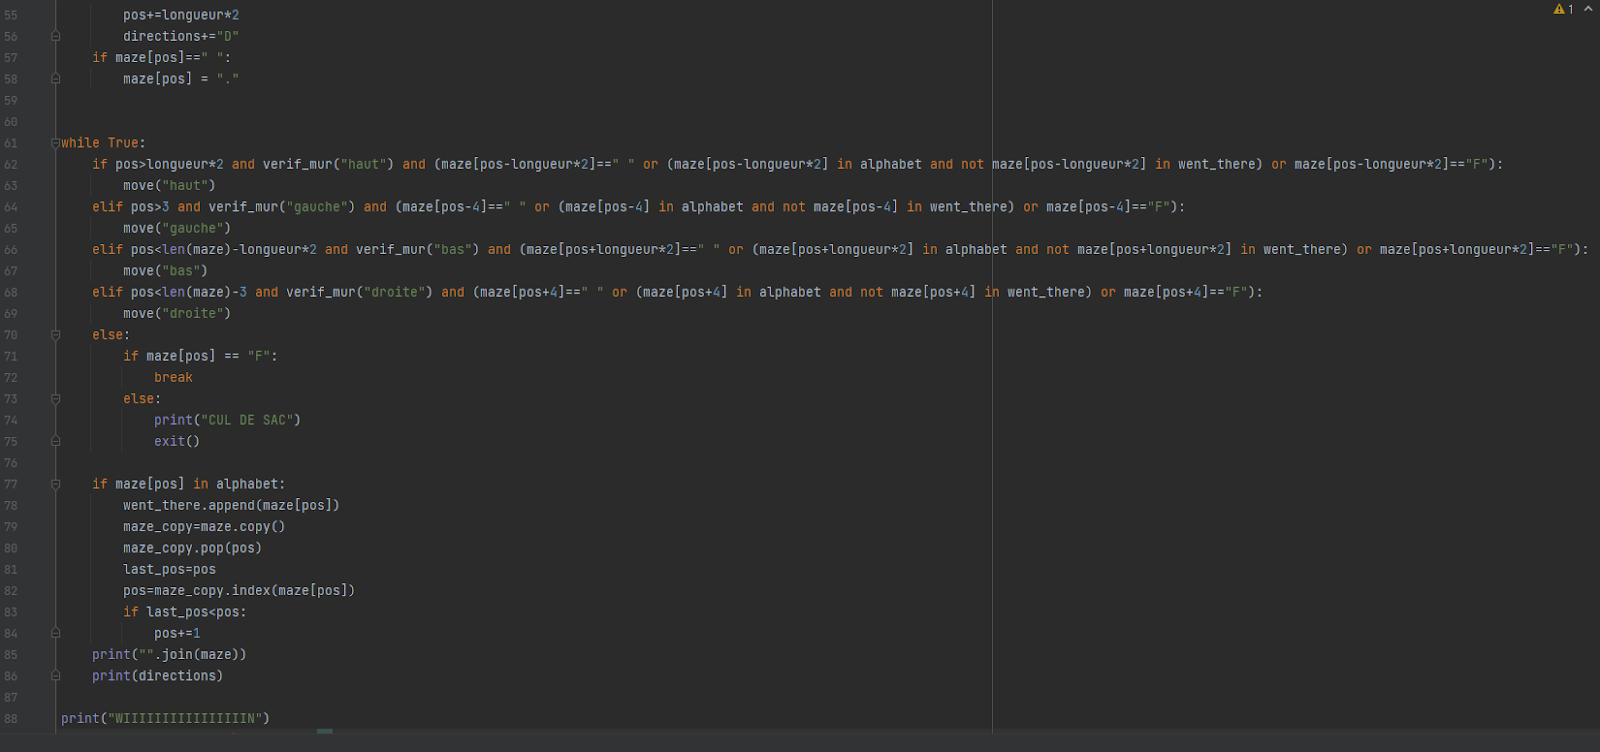 55 pos+=longueur*2
56 directions+="D"
57 if maze[pos]==" ":
58 maze[pos] = "."
59
60
61 while True:
62 if pos>longueur*2 and verif_mur("haut") and (maze[pos-longueur*2]==" " or (maze[pos-longueur*2] in alphabet and not maze[pos-longueur*2] in went_there) or maze[pos-longueur*2]=="F"):
63 move("haut")
64 elif pos>3 and verif_mur("gauche") and (maze[pos-4]==" " or (maze[pos-4] in alphabet and not maze[pos-4] in went_there) or maze[pos-4]=="F"):
65 move("gauche")
66 elif pos<len(maze)-longueur*2 and verif_mur("bas") and (maze[pos+longueur*2]==" " or (maze[pos+longueur*2] in alphabet and not maze[pos+longueur*2] in went_there) or maze[pos+longueur*2]=="F"):
67 move("bas")
68 elif pos<len(maze)-3 and verif_mur("droite") and (maze[pos+4]==" " or (maze[pos+4] in alphabet and not maze[pos+4] in went_there) or maze[pos+4]=="F"):
69 move("droite")
70 else:
71 if maze[pos] == "F":
72 break
73 else:
74 print("CUL DE SAC")
75 exit()
76
77 if maze[pos] in alphabet:
78 went_there.append(maze[pos])
79 maze_copy=maze.copy()
80 maze_copy.pop(pos)
81 last_pos=pos
82 pos=maze_copy.index(maze[pos])
83 if last_pos<pos:
84 pos+=1
85 print("".join(maze))
86 print(directions)
87
88 print("WIIIIIIIIIIIIIIIIN")
1